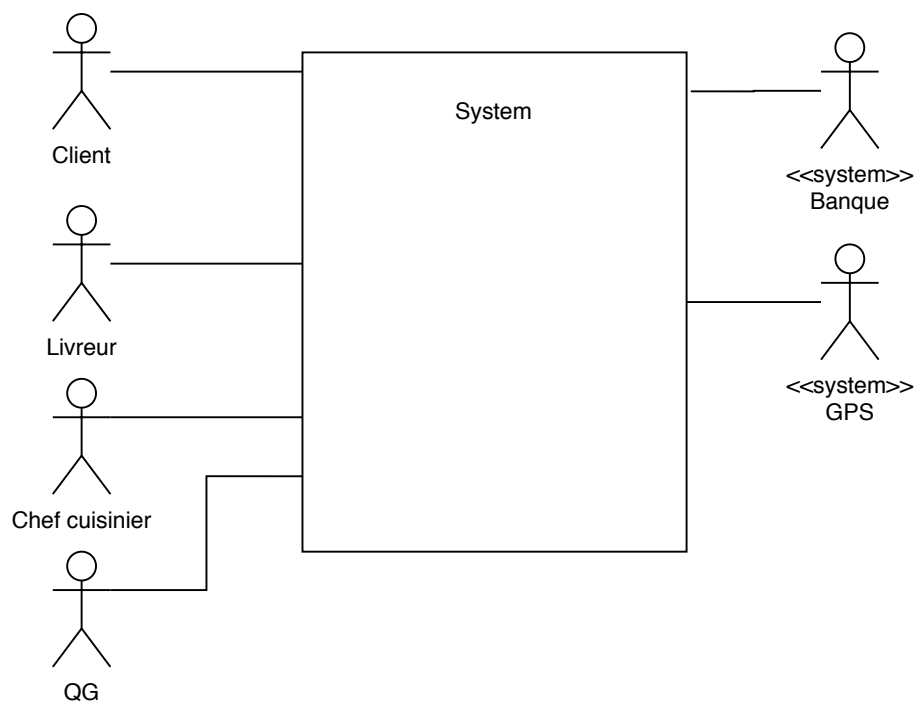 Client
Livreur
Chef cuisinier
QG
System
<<system>>
Banque
<<system>>
GPS